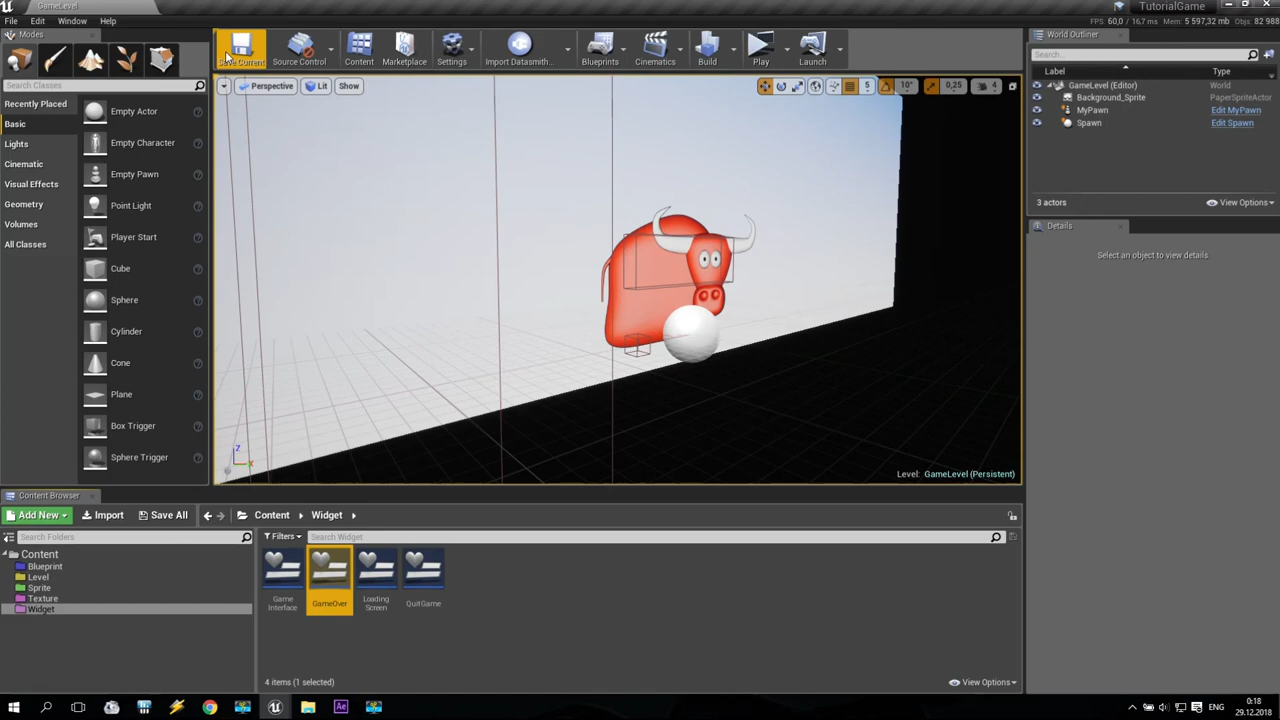 GameLevel
TutorialGame
File Edit Window Help
FPS: 60,0 / 16,7 ms Mem: 5 597,32 mb Objs: 82 988
Modes
Search Classes
Recently Placed
Basic
Lights
Cinematic
Visual Effects
Geometry
Volumes
All Classes
Empty Actor
Empty Character
Empty Pawn
Point Light
Player Start
Cube
Sphere
Cylinder
Cone
Plane
Box Trigger
Sphere Trigger
Save Current
Source Control
Content
Marketplace
Settings
Import Datasmith...
Blueprints
Cinematics
Build
Play
Launch
Perspective Lit Show
5 10° 0,25 4
Z
X
Level: GameLevel (Persistent)
World Outliner
Search...
Label Type
GameLevel (Editor) World
Background_Sprite PaperSpriteActor
MyPawn Edit MyPawn
Spawn Edit Spawn
3 actors View Options
Details
Select an object to view details.
Content Browser
Add New Import Save All Content Widget
Search Folders
Content
Blueprint
Level
Sprite
Texture
Widget
Filters Search Widget
Game
Interface
GameOver
Loading
Screen
QuitGame
4 items (1 selected) View Options
Ae
ENG
0:18
29.12.2018